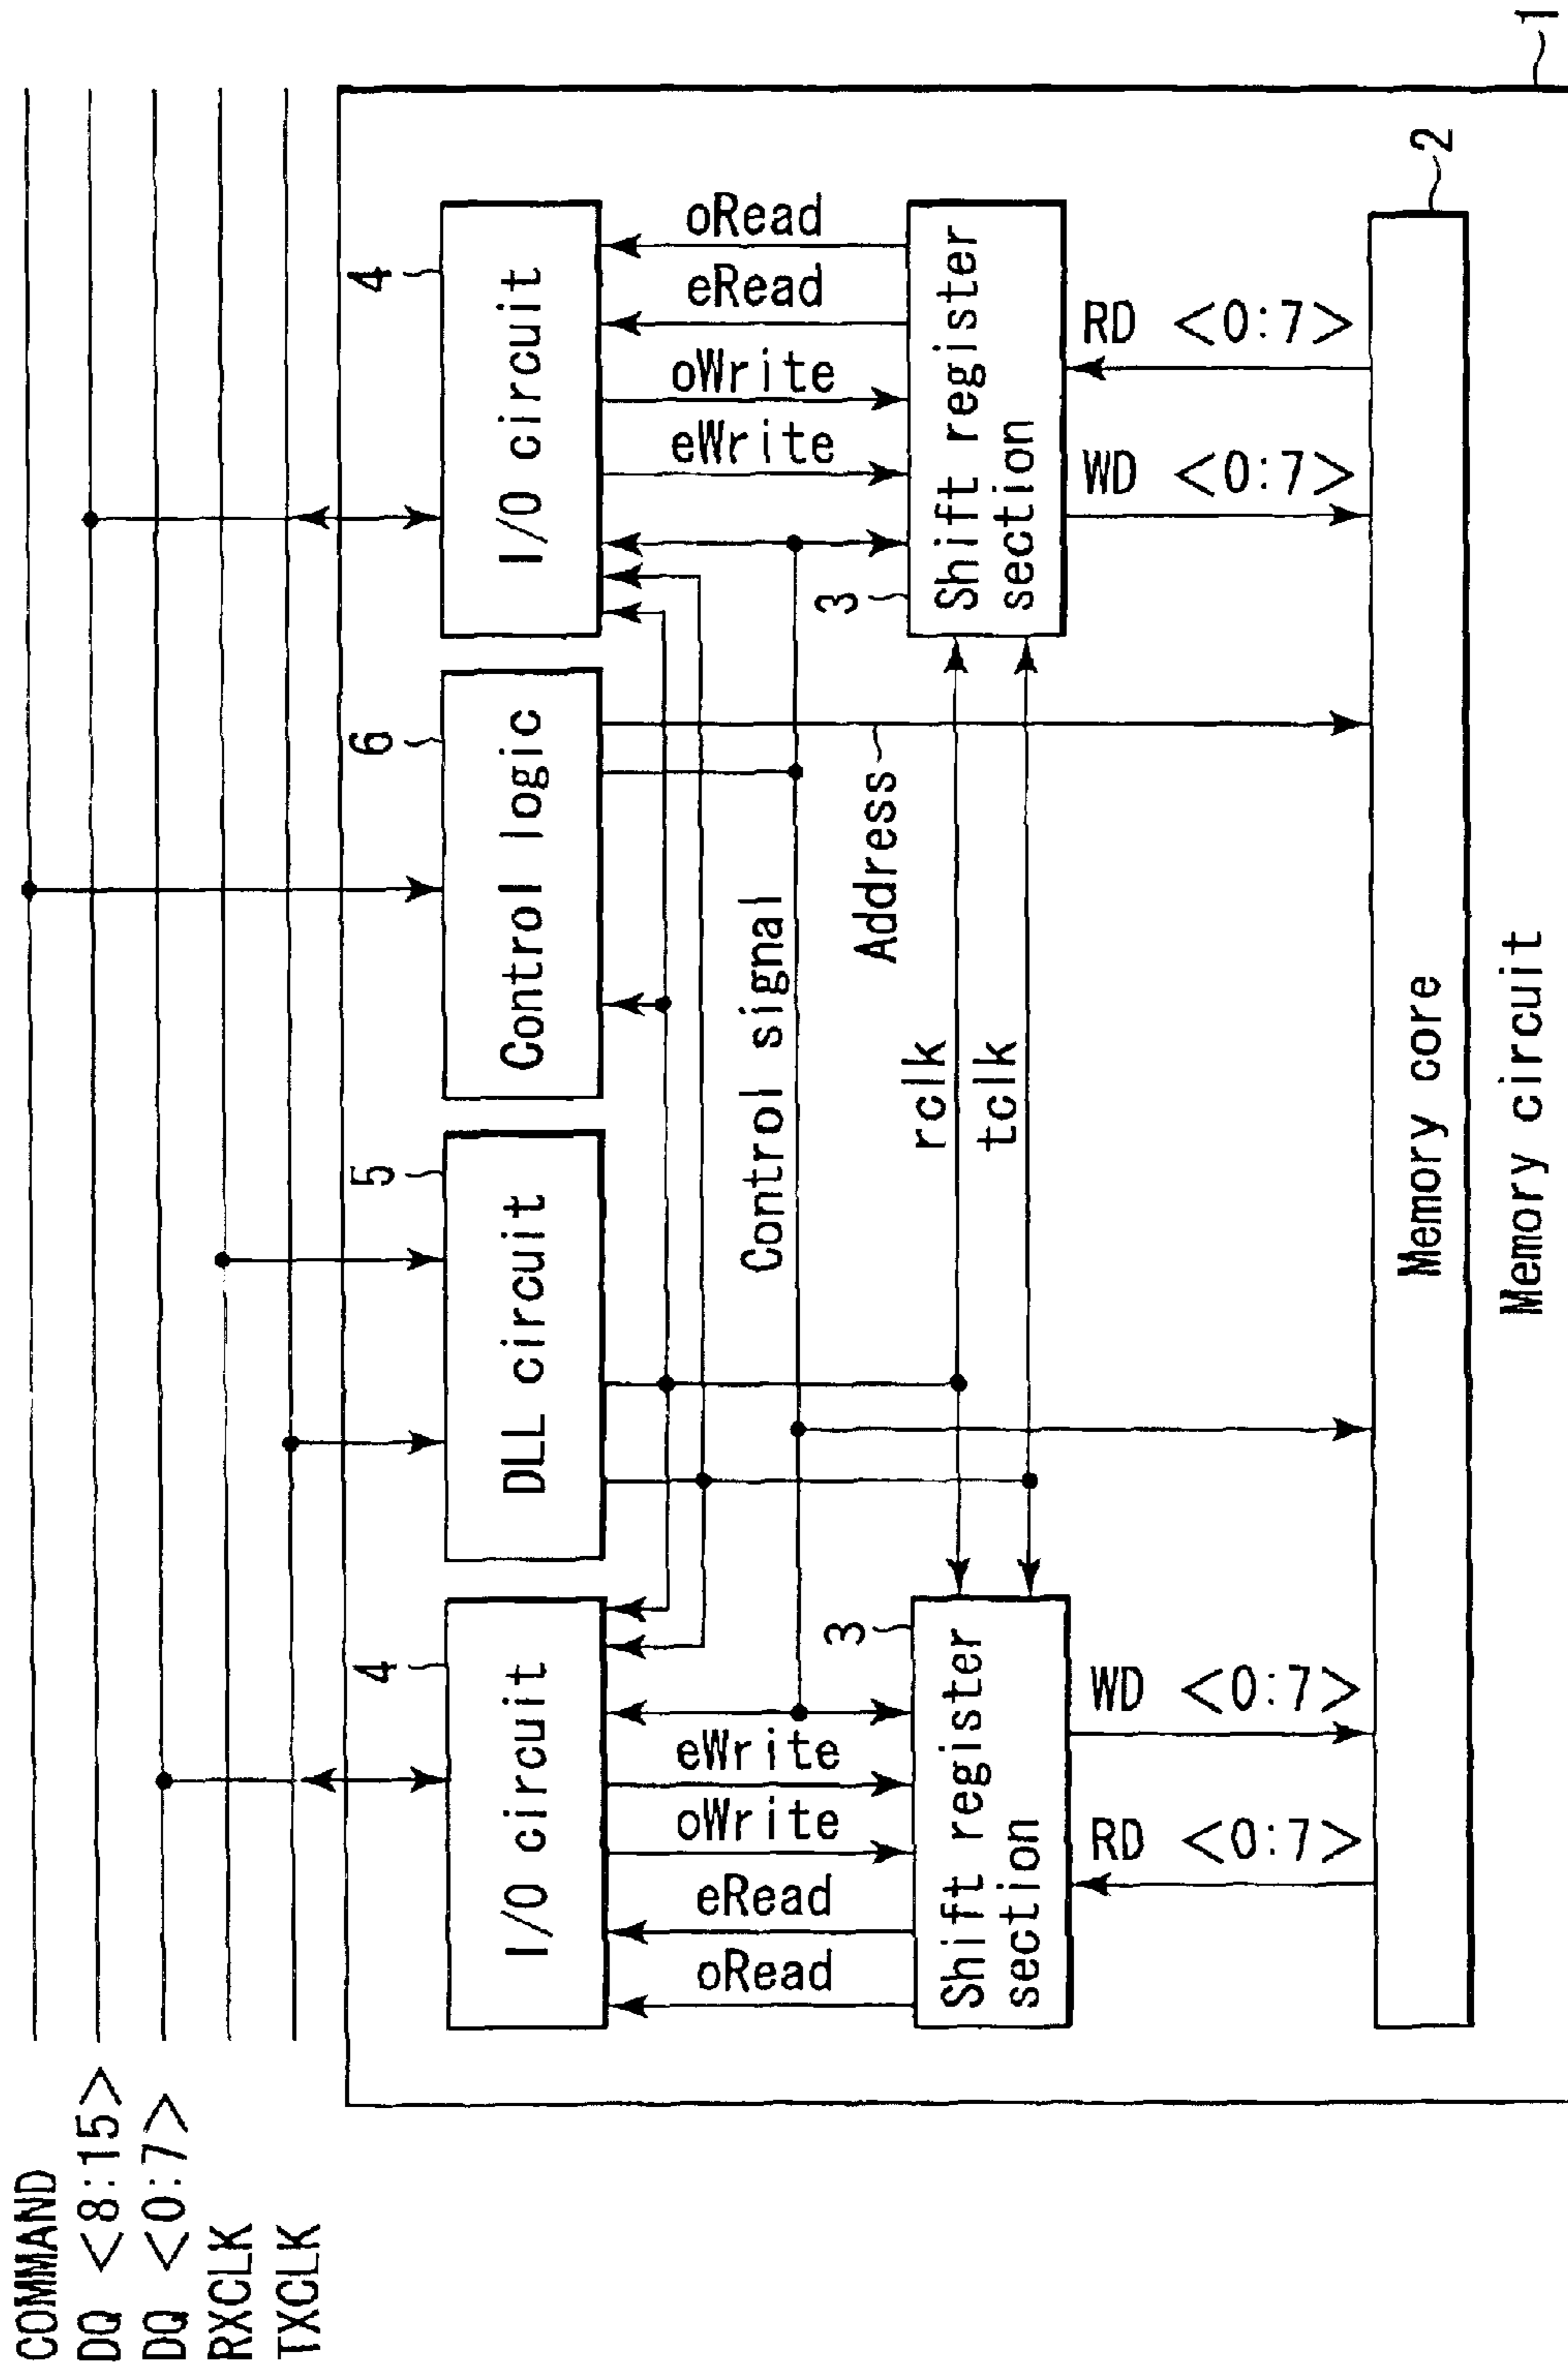 COMMAND
DQ <8:15>
DQ <0:7>
RXCLK
TXCLK
1
4
5
6
4
I/O circuit
DLL circuit
Control logic
I/O circuit
oRead
eRead
oWrite
eWrite
Control signal
eWrite
oWrite
eRead
oRead
3
Address
3
Shift register
section
rclk
tclk
Shift register
section
RD <0:7>
WD <0:7>
WD <0:7>
RD <0:7>
2
Memory core
Memory circuit